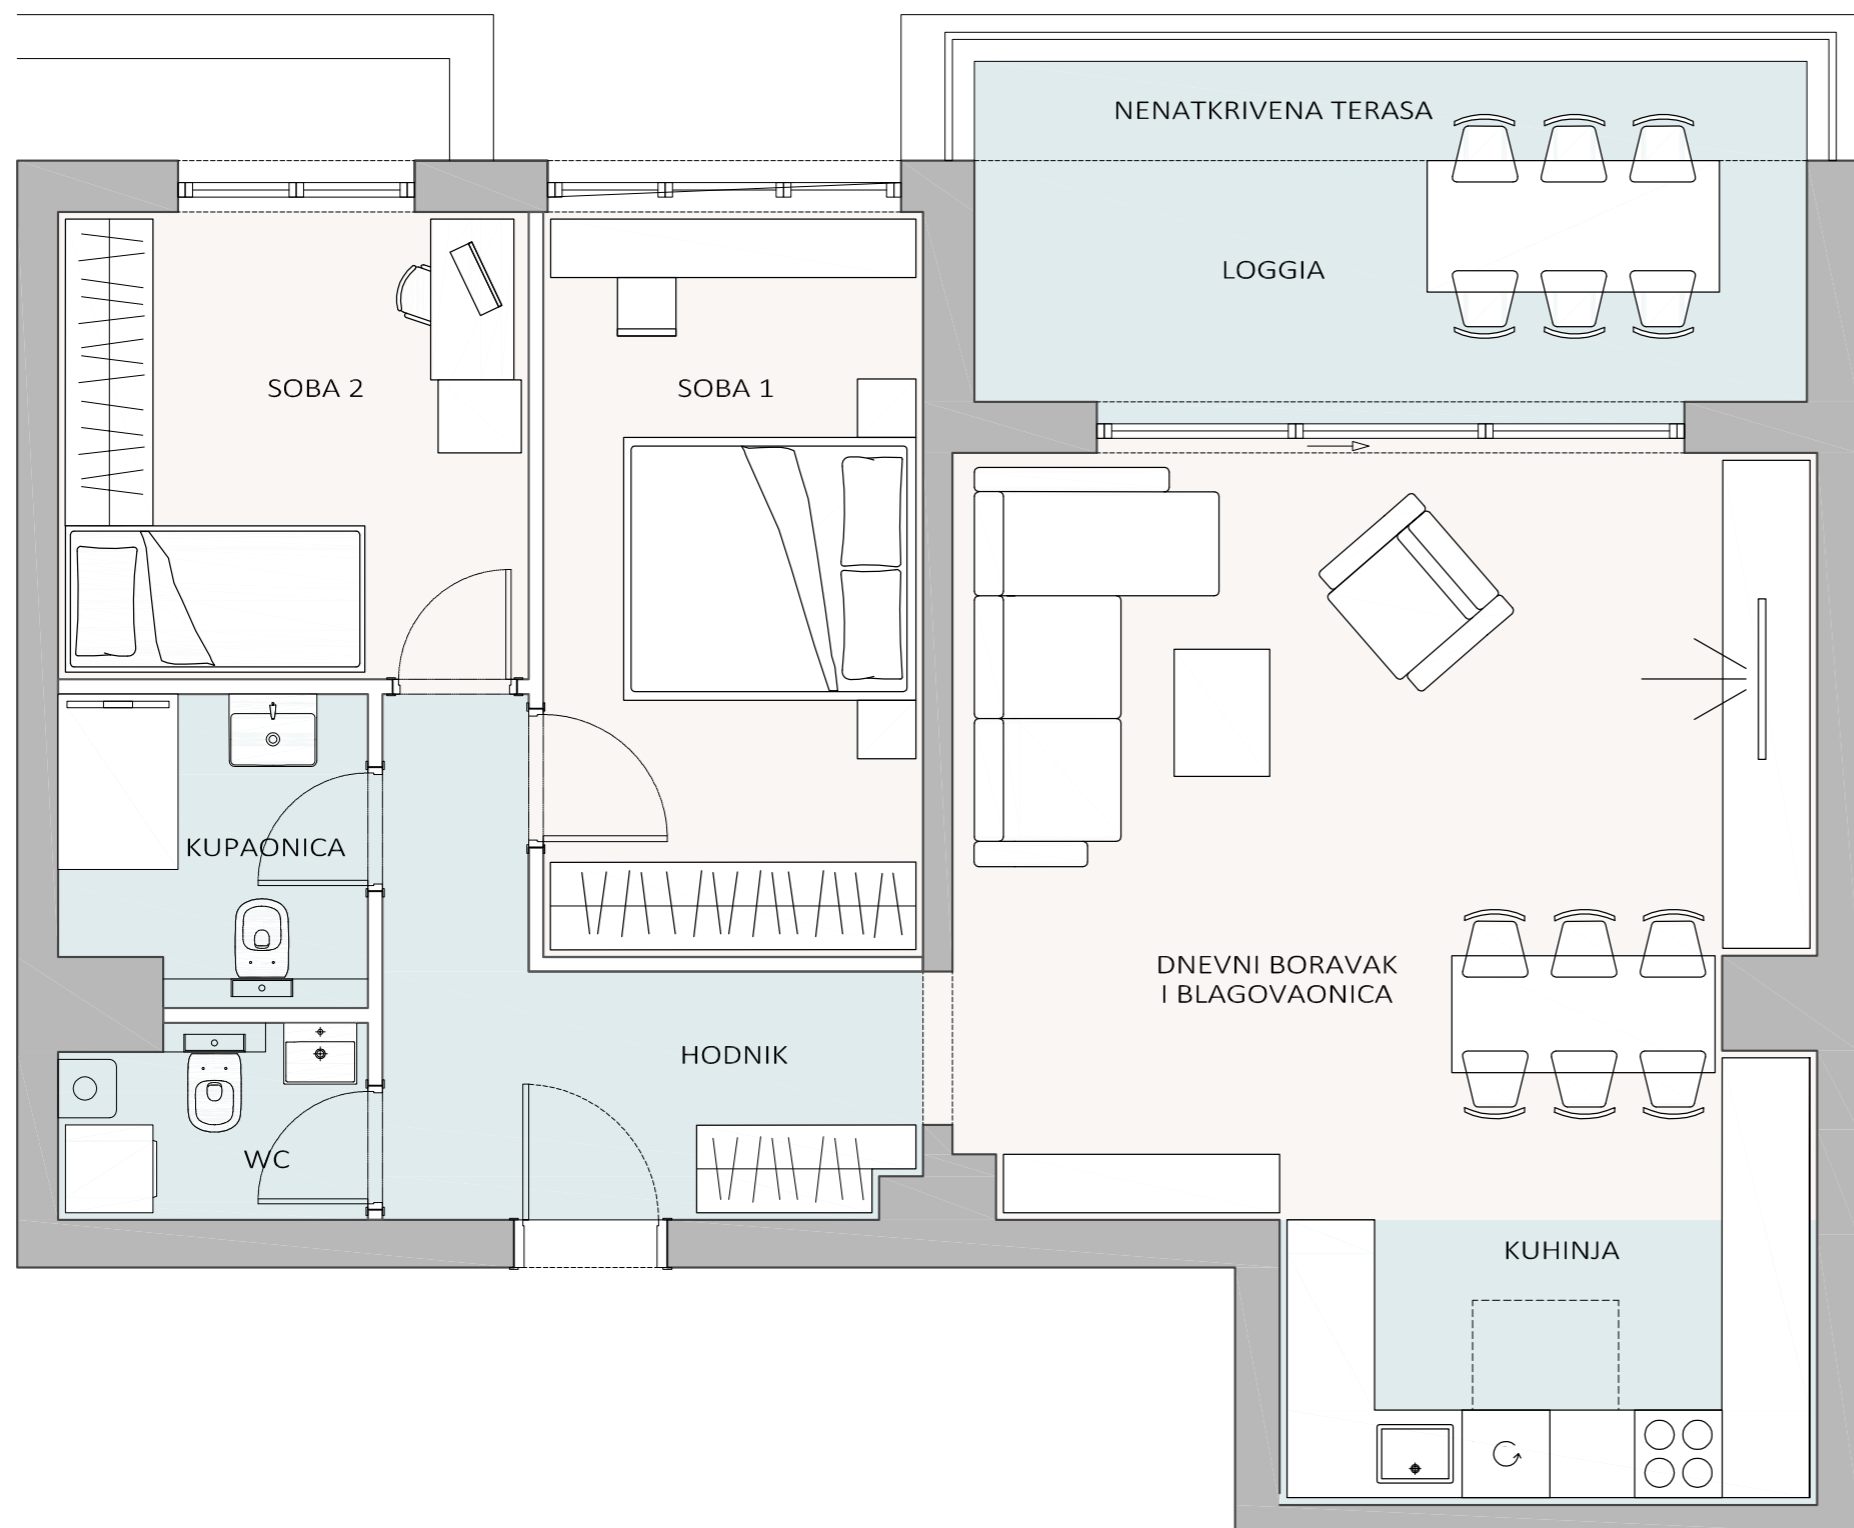 NENATKRIVENA TERASA
LOGGIA
SOBA 2
SOBA 1
KUPAONICA
DNEVNI BORAVAK
I BLAGOVAONICA
HODNIK
WC
KUHINJA